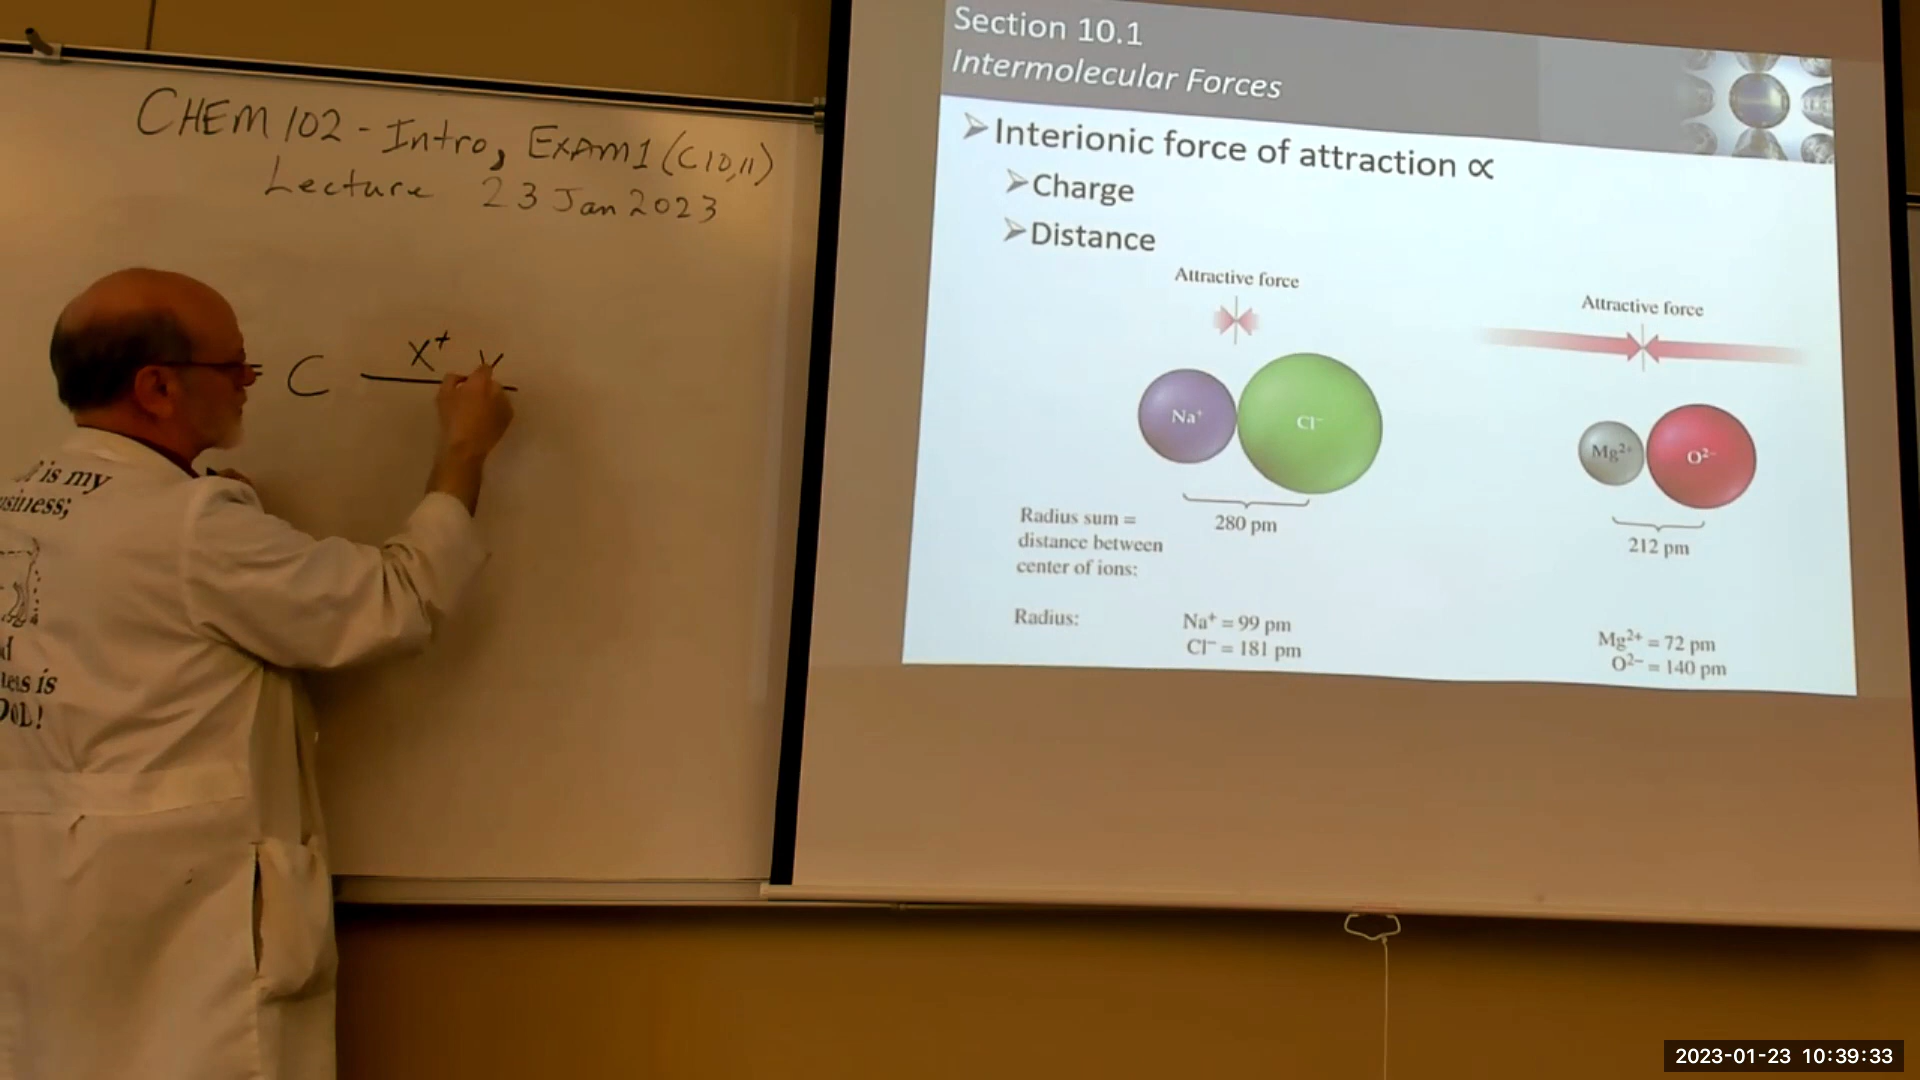 CHEM 102 - Intro, EXAM 1 (C10,11)
Lecture 23 Jan 2023
= C X⁺ Y
is my
d
is
OOL!
Section 10.1
Intermolecular Forces
➢Interionic force of attraction ∝
➢Charge
➢Distance
Attractive force
Attractive force
Na⁺
Cl⁻
Mg²⁺
O²⁻
280 pm
212 pm
Radius sum =
distance between
center of ions:
Radius:
Na⁺ = 99 pm
Cl⁻ = 181 pm
Mg²⁺ = 72 pm
O²⁻ = 140 pm
2023-01-23 10:39:33